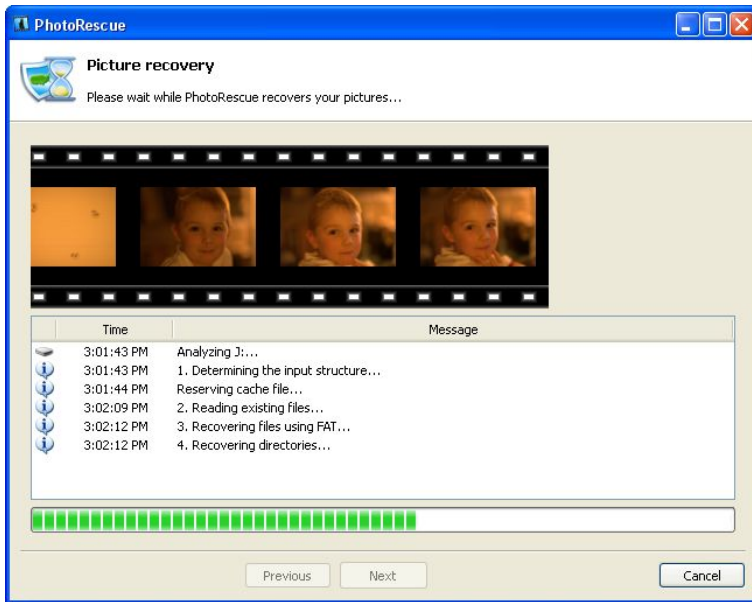 PhotoRescue
Picture recovery
Please wait while PhotoRescue recovers your pictures...
Time Message
3:01:43 PM Analyzing J:...
3:01:43 PM 1. Determining the input structure...
3:01:44 PM Reserving cache file...
3:02:09 PM 2. Reading existing files...
3:02:12 PM 3. Recovering files using FAT...
3:02:12 PM 4. Recovering directories...
Previous Next Cancel